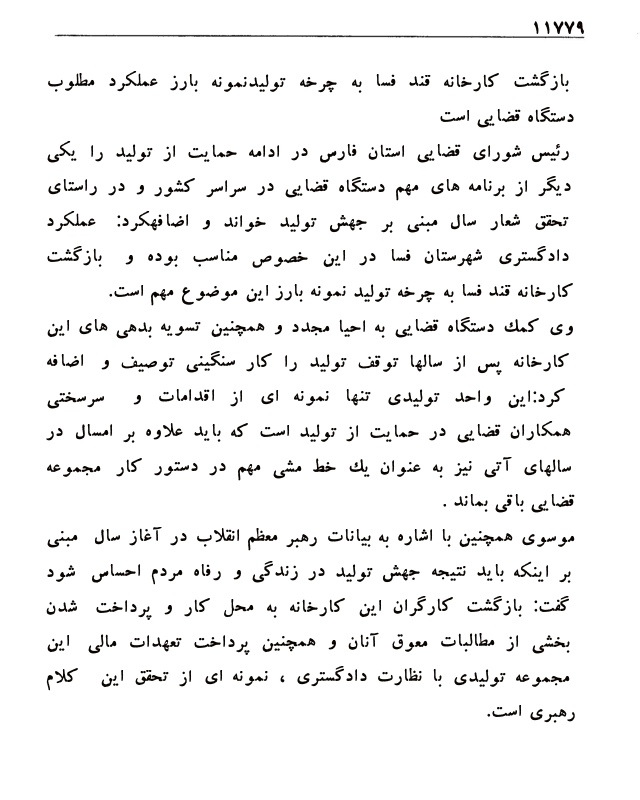 ۱۱۷۷۹
بازگشت کارخانه قند فسا به چرخه تولیدنمونه بارز عملکرد مطلوب
دستگاه قضایی است
رئیس شورای قضایی استان فارس در ادامه حمایت از تولید را یکی
دیگر از برنامه های مهم دستگاه قضایی در سراسر کشور و در راستای
تحقق شعار سال مبنی بر جهش تولید خواند و اضافهکرد: عملکرد
دادگستری شهرستان فسا در این خصوص مناسب بوده و بازگشت
کارخانه قند فسا به چرخه تولید نمونه بارز این موضوع مهم است.
وی کمك دستگاه قضایی به احیا مجدد و همچنین تسویه بدهی های این
کارخانه پس از سالها توقف تولید را کار سنگینی توصیف و اضافه
کرد:این واحد تولیدی تنها نمونه ای از اقدامات و سرسختی
همکاران قضایی در حمایت از تولید است که باید علاوه بر امسال در
سالهای آتی نیز به عنوان یك خط مشی مهم در دستور کار مجموعه
قضایی باقی بماند .
موسوی همچنین با اشاره به بیانات رهبر معظم انقلاب در آغاز سال مبنی
بر اینکه باید نتیجه جهش تولید در زندگی و رفاه مردم احساس شود
گفت: بازگشت کارگران این کارخانه به محل کار و پرداخت شدن
بخشی از مطالبات معوق آنان و همچنین پرداخت تعهدات مالی این
مجموعه تولیدی با نظارت دادگستری ، نمونه ای از تحقق این کلام
رهبری است.